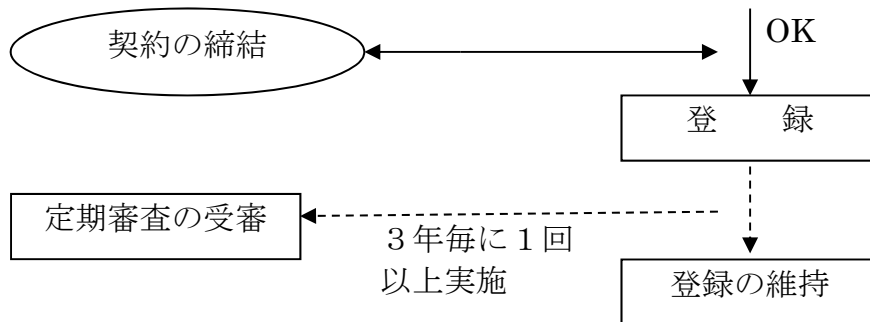 契約の締結
OK
登　　録
定期審査の受審
３年毎に１回
以上実施
登録の維持